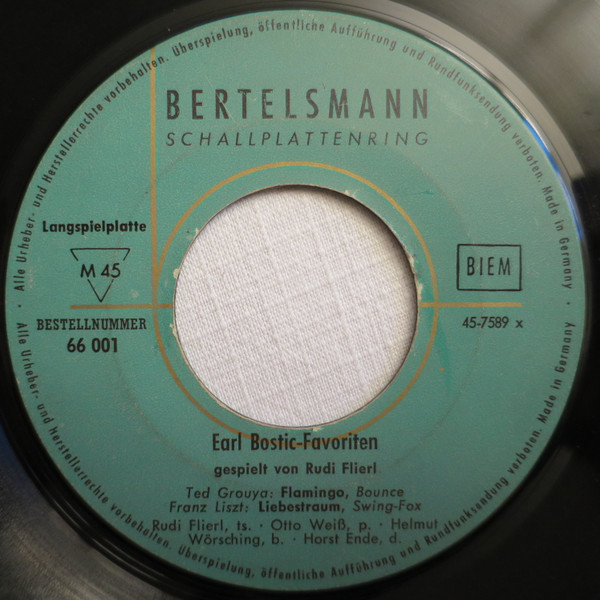 · Alle Urheber- und Herstellerrechte vorbehalten. Überspielung, öffentliche Aufführung und Rundfunksendung verboten. Made in Germany ·
BERTELSMANN
SCHALLPLATTENRING
Langspielplatte
M 45
BIEM
BESTELLNUMMER
66 001
45-7589 x
Earl Bostic-Favoriten
gespielt von Rudi Flierl
Ted Grouya: Flamingo, Bounce
Franz Liszt: Liebestraum, Swing-Fox
Rudi Flierl, ts. · Otto Weiß, p. · Helmut
Wörsching, b. · Horst Ende, d.
Alle Urheber- und Herstellerrechte vorbehalten. Überspielung, öffentliche Aufführung und Rundfunksendung verboten. Made in Germany